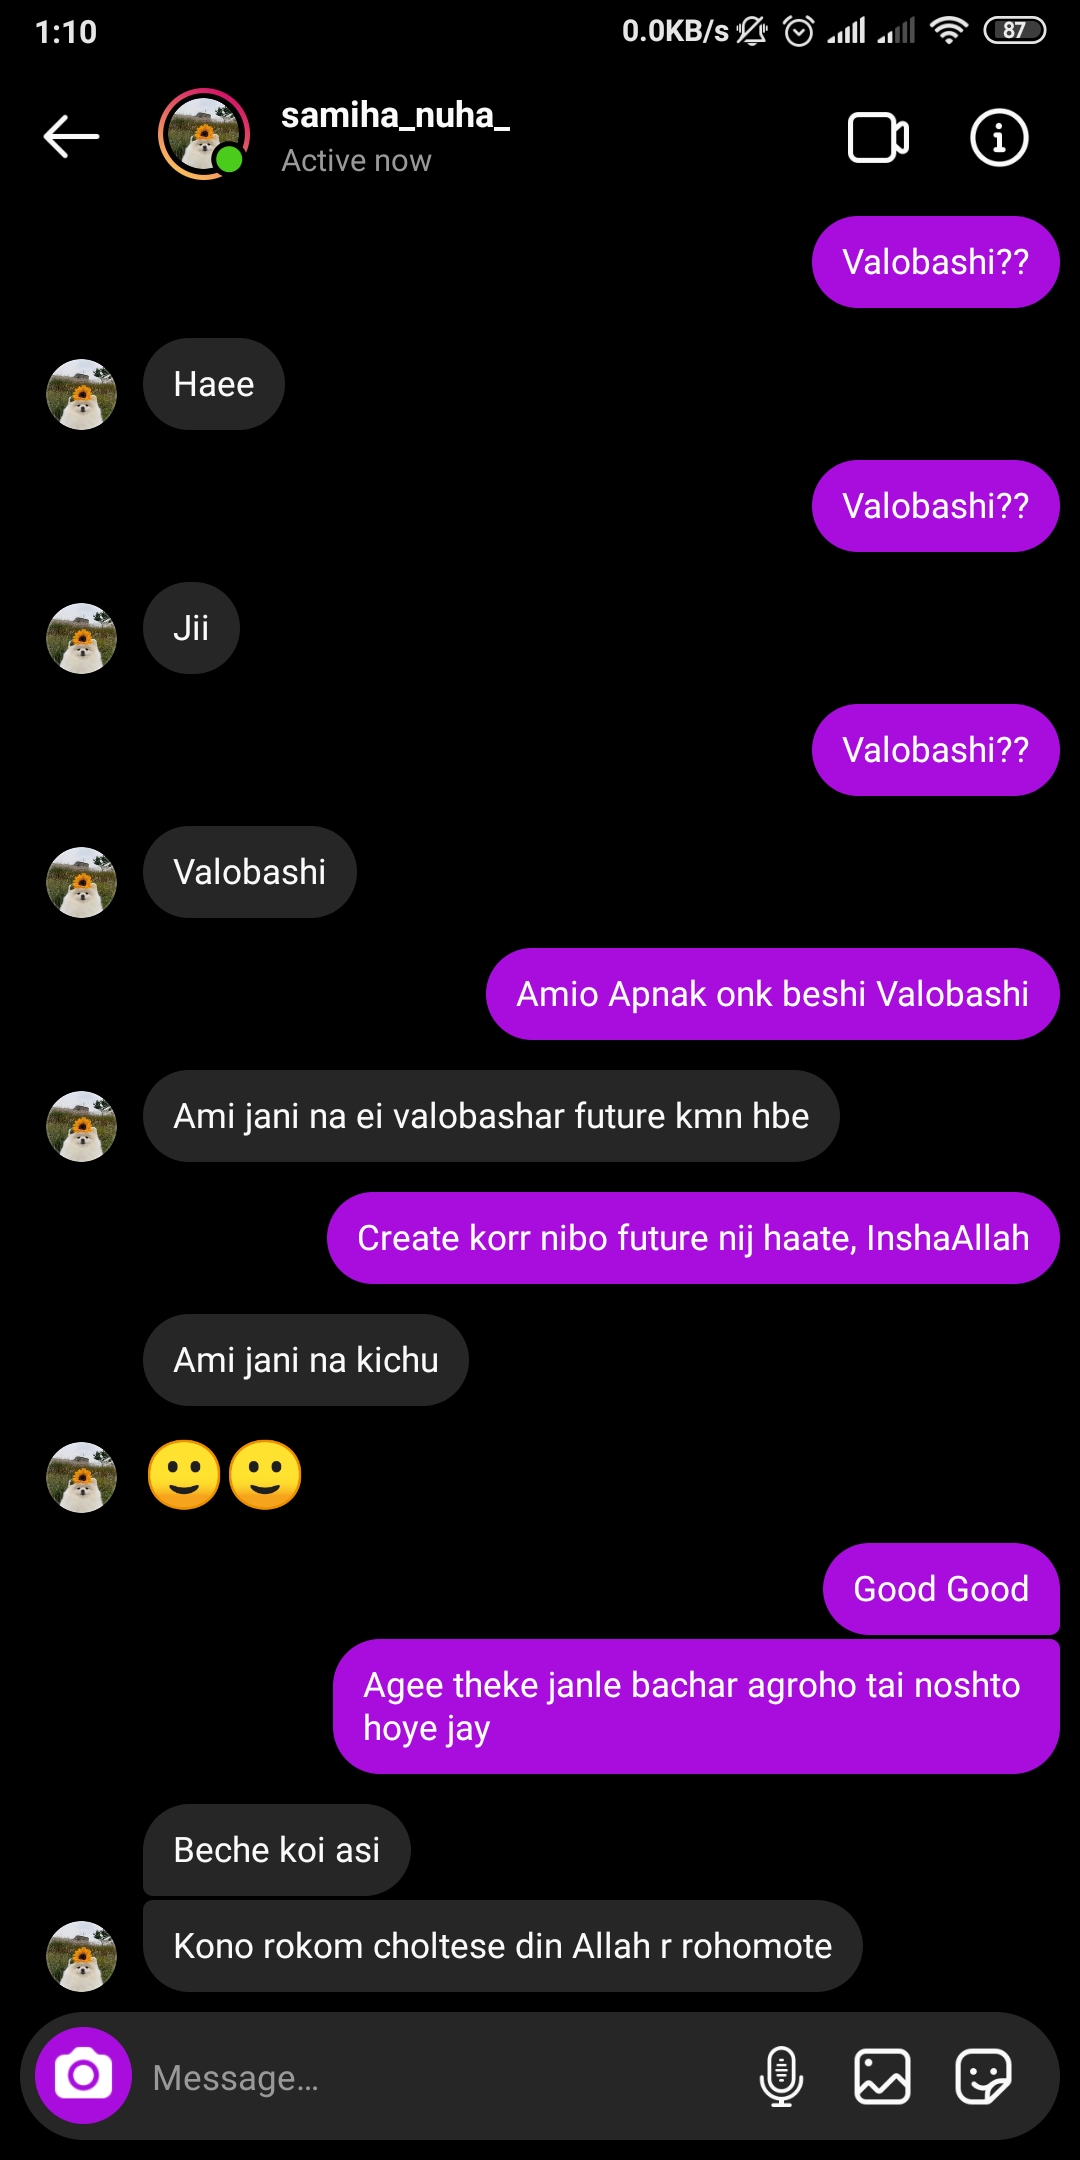 1:10
0.0KB/s
87
samiha_nuha_
Active now
Valobashi??
Haee
Valobashi??
Jii
Valobashi??
Valobashi
Amio Apnak onk beshi Valobashi
Ami jani na ei valobashar future kmn hbe
Create korr nibo future nij haate, InshaAllah
Ami jani na kichu
🙂🙂
Good Good
Agee theke janle bachar agroho tai noshto
hoye jay
Beche koi asi
Kono rokom choltese din Allah r rohomote
Message...